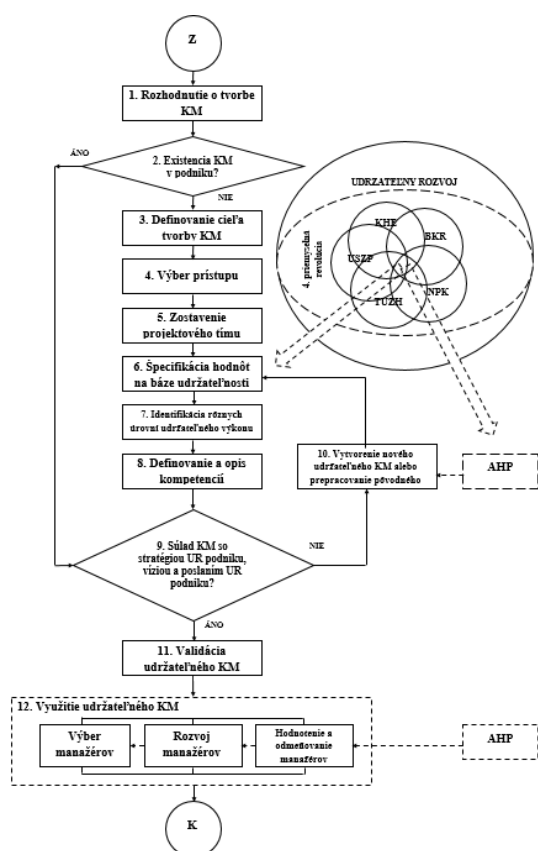 Z
1. Rozhodnutie o tvorbe
KM
ÁNO
2. Existencia KM
v podniku?
NIE
3. Definovanie cieľa
tvorby KM
4. Výber prístupu
5. Zostavenie
projektového tímu
6. Špecifikácia hodnôt
na báze udržateľnosti
7. Identifikácia rôznych
úrovní udržateľného výkonu
8. Definovanie a opis
kompetencií
9. Súlad KM so
stratégiou UR podniku,
víziou a poslaním UR
podniku?
NIE
ÁNO
10. Vytvorenie nového
udržateľného KM alebo
prepracovanie pôvodného
AHP
UDRZATEĽNY ROZVOJ
4. priemyselná
revolúcia
KHE
BKR
USZP
NPK
TUZH
11. Validácia
udržateľného KM
12. Využitie udržateľného KM
Výber
manažérov
Rozvoj
manažérov
Hodnotenie a
odmeňovanie
manažérov
AHP
K